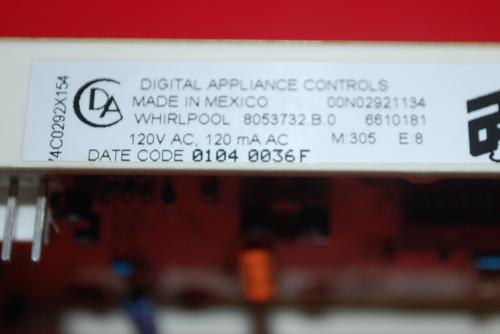 74C0292X154
DA
DIGITAL APPLIANCE CONTROLS
MADE IN MEXICO 00N02921134
WHIRLPOOL 8053732.B.0 6610181
120V AC, 120 mA AC M:305 E:8
DATE CODE 0104 0036F